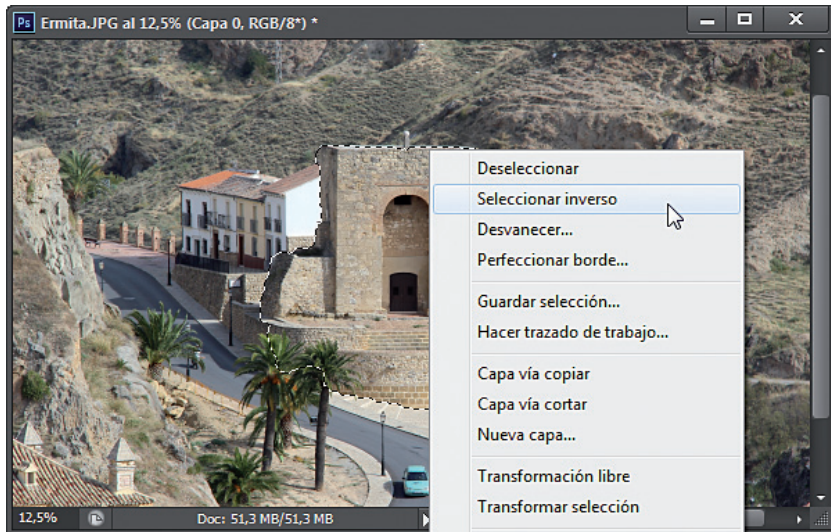 Ps Ermita.JPG al 12,5% (Capa 0, RGB/8*) *
Deseleccionar
Seleccionar inverso
Desvanecer...
Perfeccionar borde...
Guardar selección...
Hacer trazado de trabajo...
Capa vía copiar
Capa vía cortar
Nueva capa...
Transformación libre
Transformar selección
12,5% Doc: 51,3 MB/51,3 MB